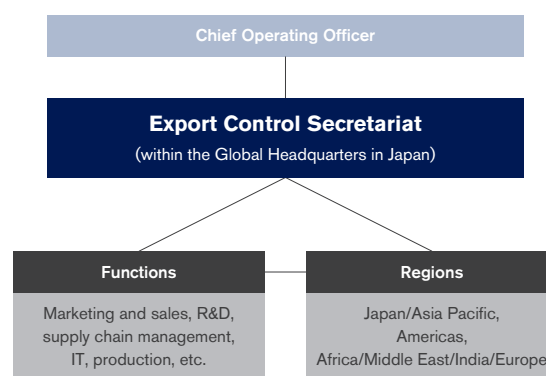 Chief Operating Officer
Export Control Secretariat
(within the Global Headquarters in Japan)
Functions
Marketing and sales, R&D,
supply chain management,
IT, production, etc.
Regions
Japan/Asia Pacific,
Americas,
Africa/Middle East/India/Europe